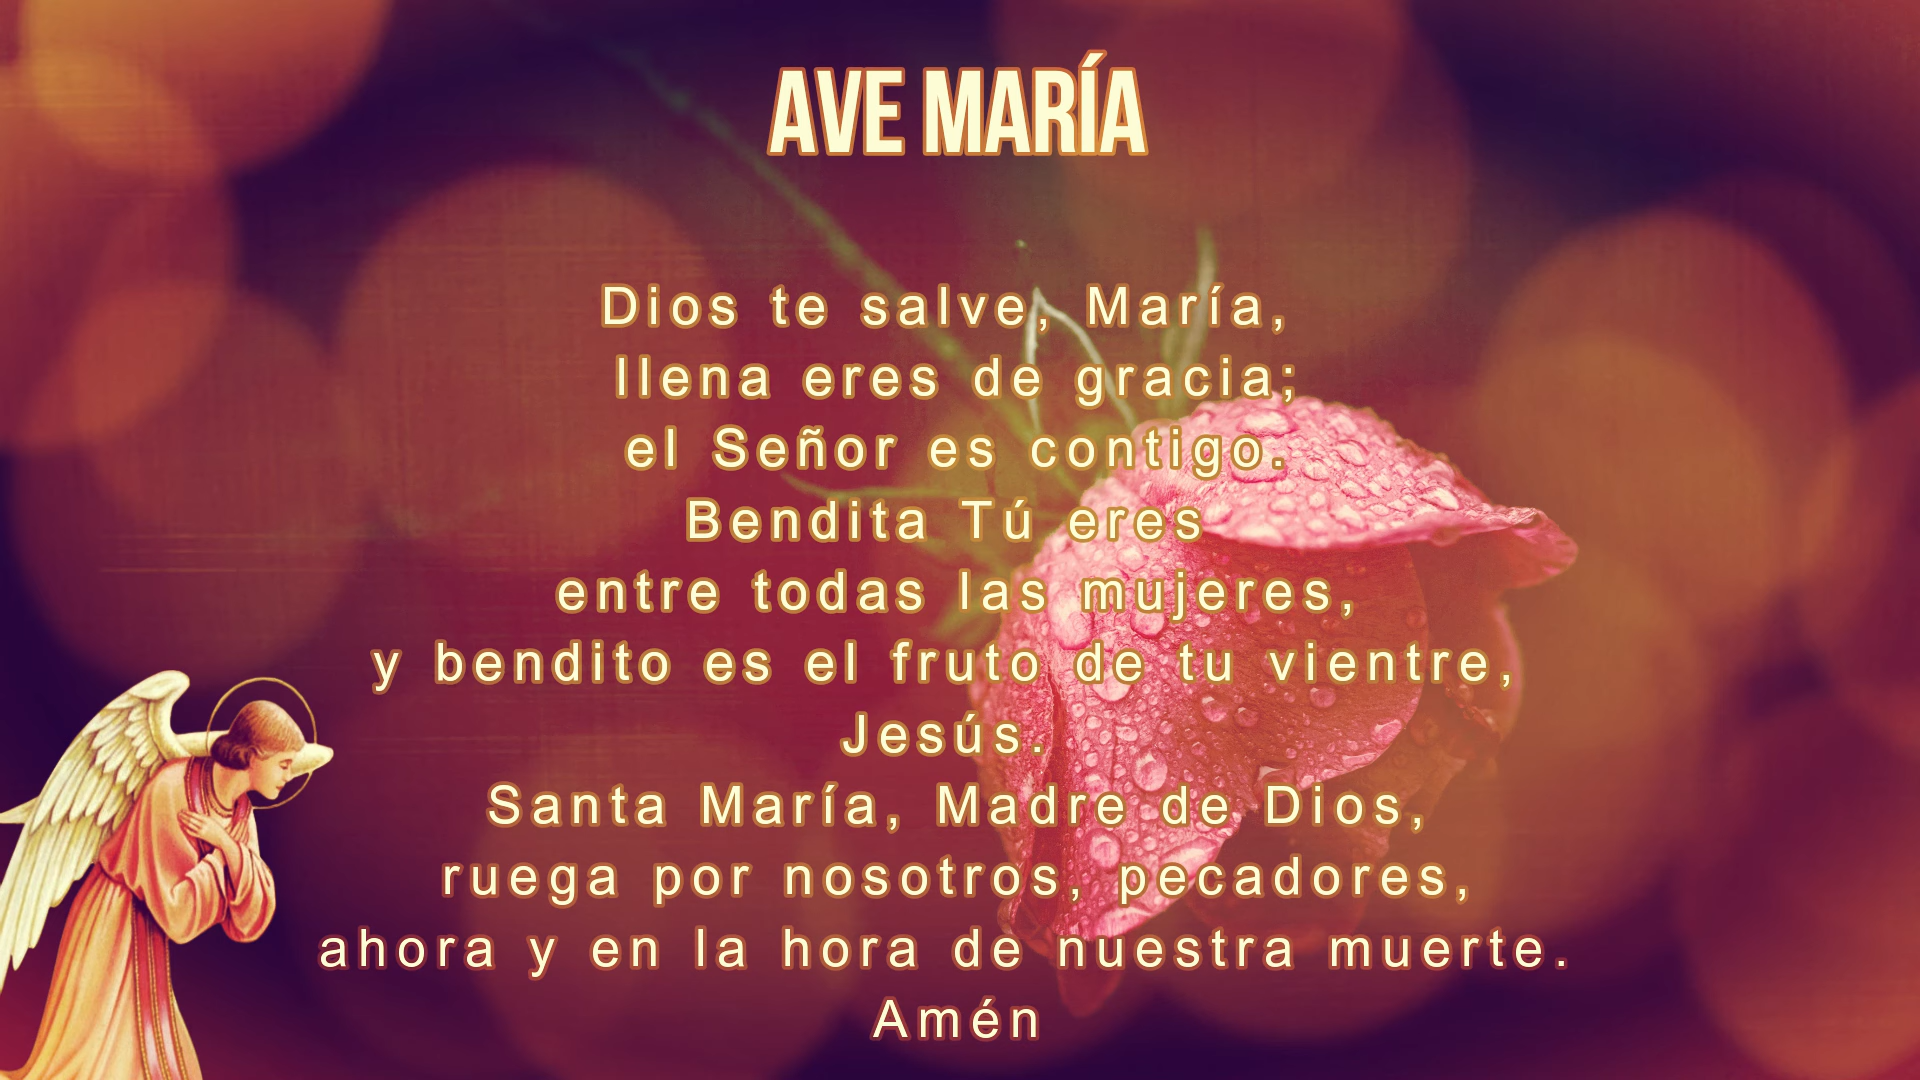 AVE MARÍA
Dios te salve, María,
llena eres de gracia;
el Señor es contigo.
Bendita Tú eres
entre todas las mujeres,
y bendito es el fruto de tu vientre,
Jesús.
Santa María, Madre de Dios,
ruega por nosotros, pecadores,
ahora y en la hora de nuestra muerte.
Amén